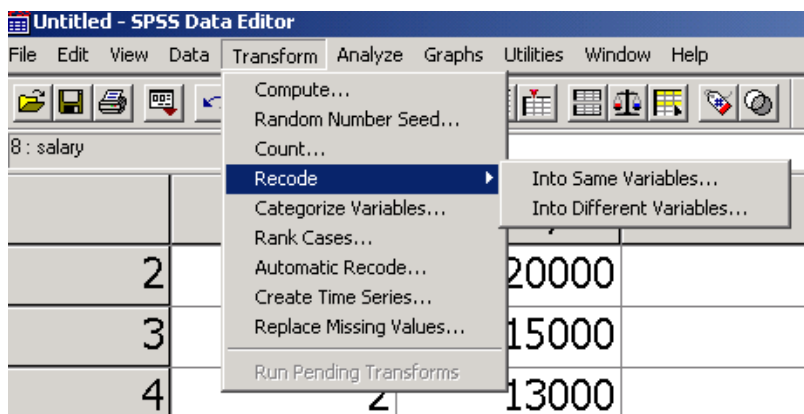 Untitled - SPSS Data Editor
File Edit View Data Transform Analyze Graphs Utilities Window Help
8 : salary
Compute...
Random Number Seed...
Count...
Recode
Into Same Variables...
Into Different Variables...
Categorize Variables...
Rank Cases...
Automatic Recode...
Create Time Series...
Replace Missing Values...
Run Pending Transforms
2 20000
3 15000
4 2 13000